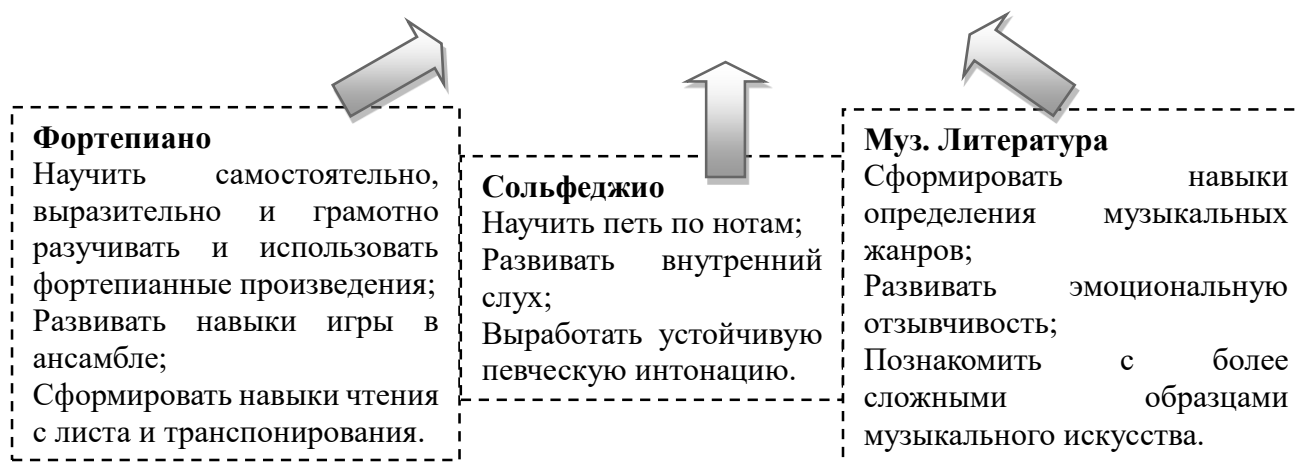 Фортепиано
Научить самостоятельно,
выразительно и грамотно
разучивать и использовать
фортепианные произведения;
Развивать навыки игры в
ансамбле;
Сформировать навыки чтения
с листа и транспонирования.
Сольфеджио
Научить петь по нотам;
Развивать внутренний
слух;
Выработать устойчивую
певческую интонацию.
Муз. Литература
Сформировать навыки
определения музыкальных
жанров;
Развивать эмоциональную
отзывчивость;
Познакомить с более
сложными образцами
музыкального искусства.